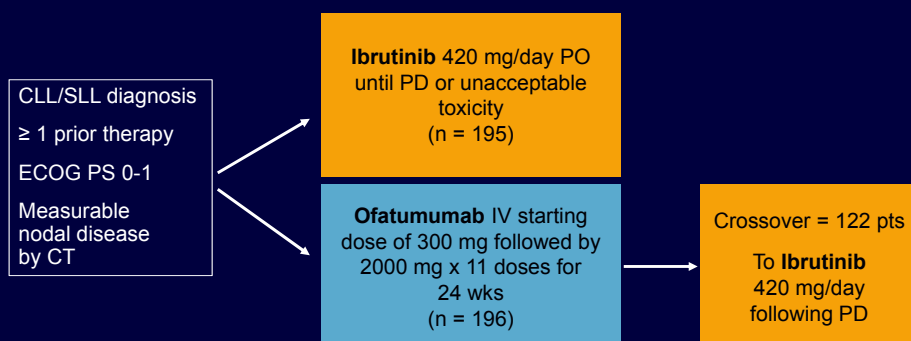 CLL/SLL diagnosis
≥ 1 prior therapy
ECOG PS 0-1
Measurable
nodal disease
by CT
Ibrutinib 420 mg/day PO
until PD or unacceptable
toxicity
(n = 195)
Ofatumumab IV starting
dose of 300 mg followed by
2000 mg x 11 doses for
24 wks
(n = 196)
Crossover = 122 pts
To Ibrutinib
420 mg/day
following PD